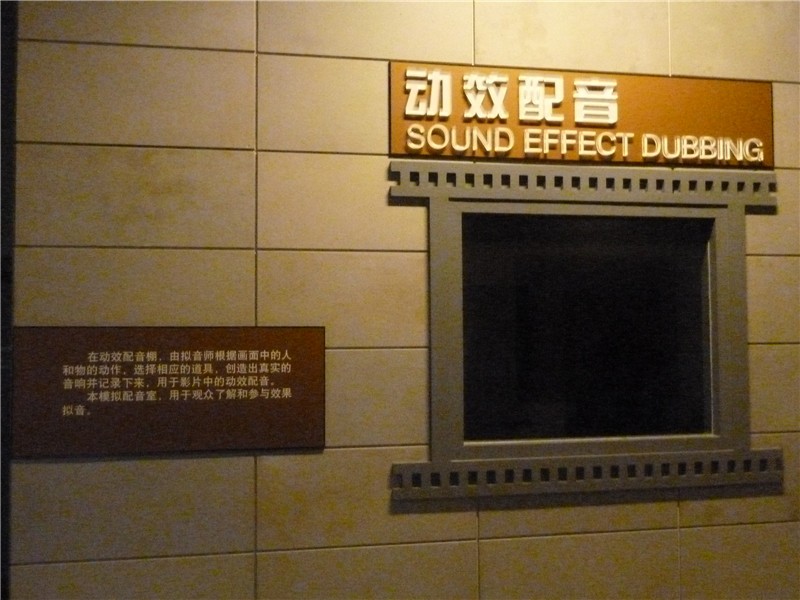 动效配音
SOUND EFFECT DUBBING
在动效配音棚，由拟音师根据画面中的人
和物的动作，选择相应的道具，创造出真实的
音响并记录下来，用于影片中的动效配音。
本模拟配音室，用于观众了解和参与效果
拟音。